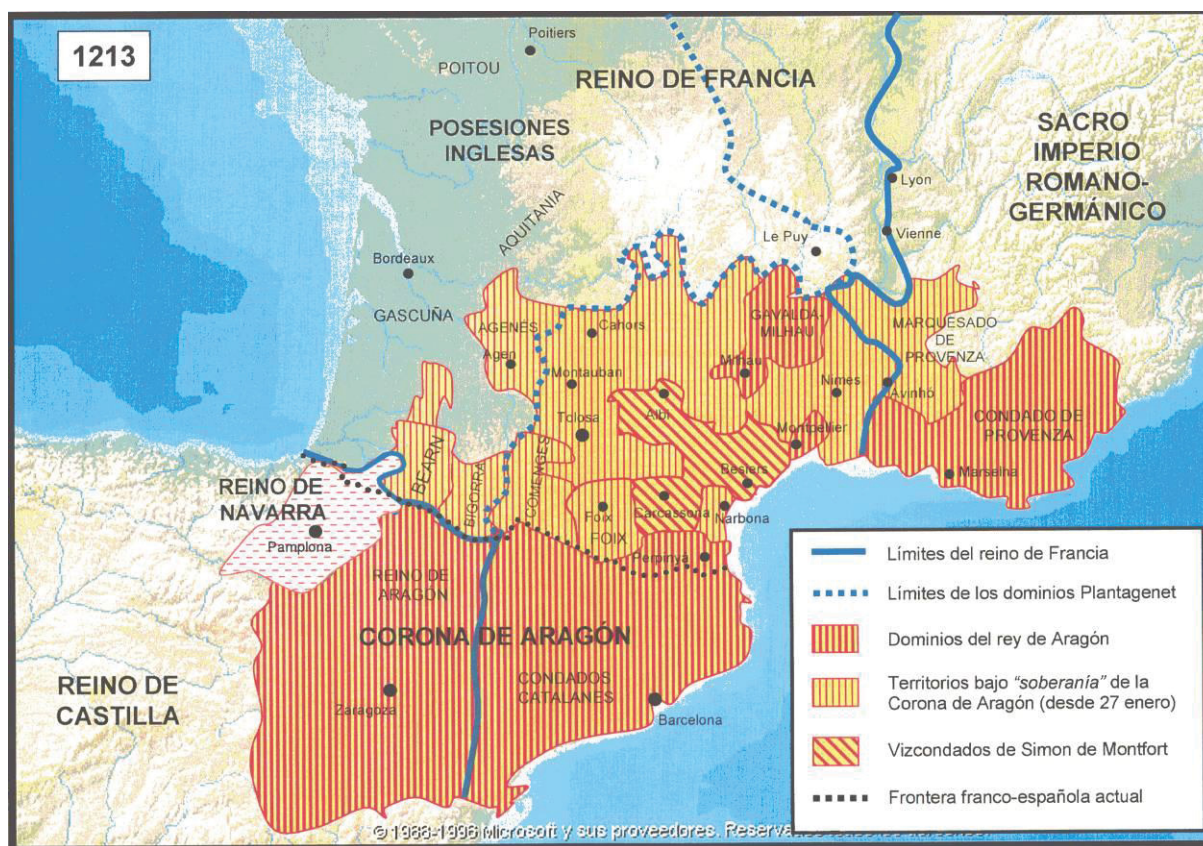 1213
Poitiers
POITOU
REINO DE FRANCIA
POSESIONES
INGLESAS
SACRO
IMPERIO
ROMANO-
GERMÁNICO
Lyon
Vienne
AQUITANIA
Le Puy
Bordeaux
GASCUÑA
AGENÉS
Cahors
GAVALDÀ-
MILHAU
MARQUESADO
DE
PROVENZA
Agen
Montauban
Milhau
Nimes
Avinhó
Tolosa
Albi
Montpellier
CONDADO DE
PROVENZA
BEARN
BIGORRA
COMENGES
Besiers
Marselha
REINO DE
NAVARRA
Foix
Carcassona
Narbona
FOIX
Pamplona
Perpinyà
REINO DE
ARAGÓN
CORONA DE ARAGÓN
REINO DE
CASTILLA
CONDADOS
CATALANES
Zaragoza
Barcelona
Límites del reino de Francia
Límites de los dominios Plantagenet
Dominios del rey de Aragón
Territorios bajo “soberanía” de la
Corona de Aragón (desde 27 enero)
Vizcondados de Simon de Montfort
Frontera franco-española actual
© 1988-1996 Microsoft y sus proveedores.